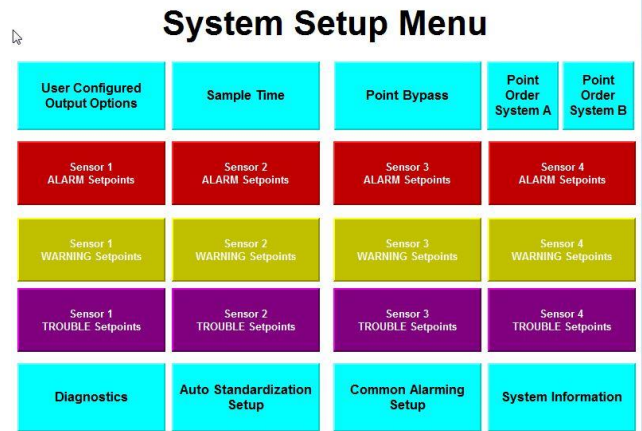 System Setup Menu
User Configured
Output Options
Sample Time
Point Bypass
Point
Order
System A
Point
Order
System B
Sensor 1
ALARM Setpoints
Sensor 2
ALARM Setpoints
Sensor 3
ALARM Setpoints
Sensor 4
ALARM Setpoints
Sensor 1
WARNING Setpoints
Sensor 2
WARNING Setpoints
Sensor 3
WARNING Setpoints
Sensor 4
WARNING Setpoints
Sensor 1
TROUBLE Setpoints
Sensor 2
TROUBLE Setpoints
Sensor 3
TROUBLE Setpoints
Sensor 4
TROUBLE Setpoints
Diagnostics
Auto Standardization
Setup
Common Alarming
Setup
System Information